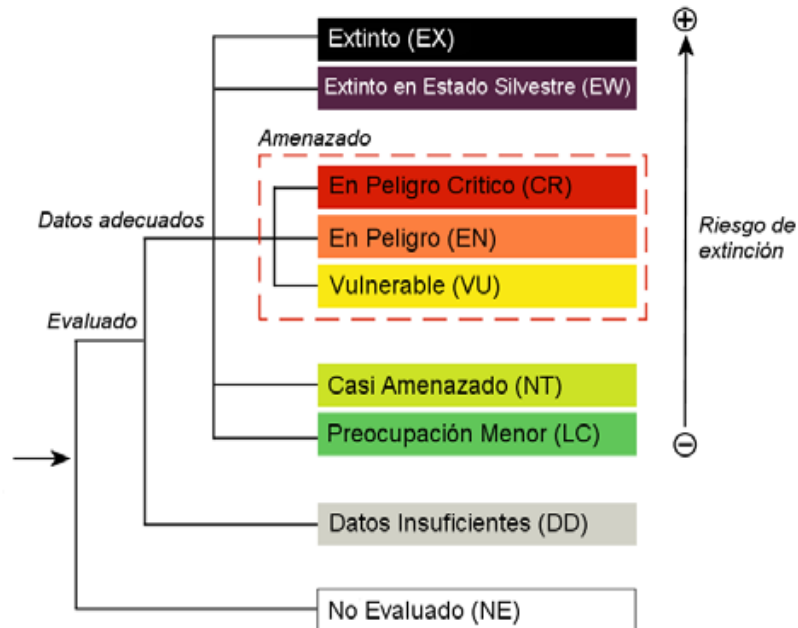 Extinto (EX)
Extinto en Estado Silvestre (EW)
Amenazado
En Peligro Critico (CR)
Datos adecuados
En Peligro (EN)
Riesgo de
extinción
Vulnerable (VU)
Evaluado
Casi Amenazado (NT)
Preocupación Menor (LC)
Datos Insuficientes (DD)
No Evaluado (NE)